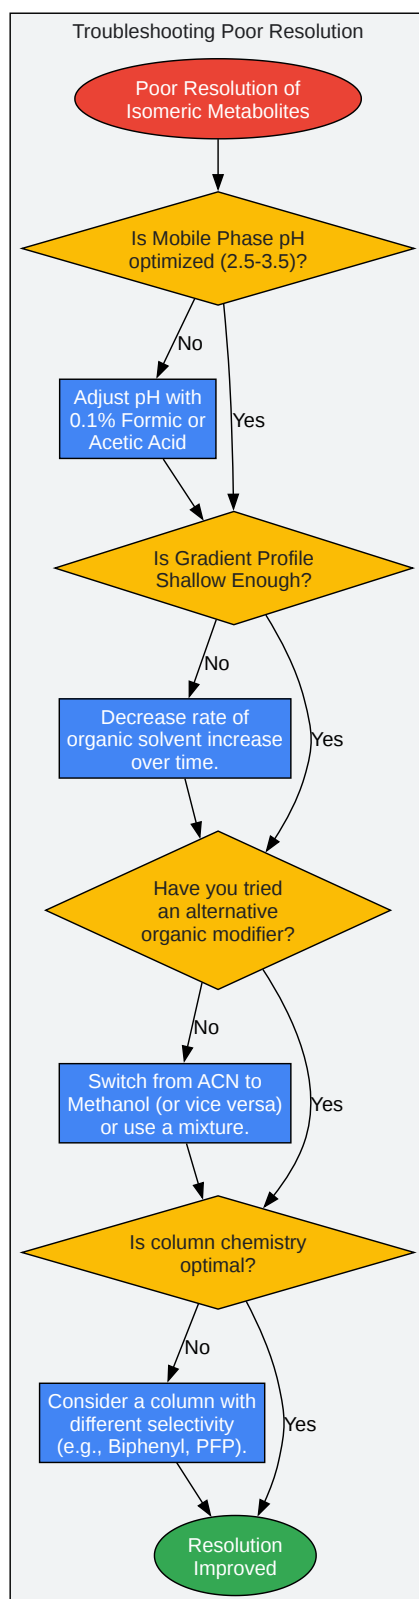 Troubleshooting Poor Resolution
Poor Resolution of
Isomeric Metabolites
Is Mobile Phase pH
optimized (2.5-3.5)?
No
Yes
Adjust pH with
0.1% Formic or
Acetic Acid
Is Gradient Profile
Shallow Enough?
No
Yes
Decrease rate of
organic solvent increase
over time.
Have you tried
an alternative
organic modifier?
No
Yes
Switch from ACN to
Methanol (or vice versa)
or use a mixture.
Is column chemistry
optimal?
No
Yes
Consider a column with
different selectivity
(e.g., Biphenyl, PFP).
Resolution
Improved